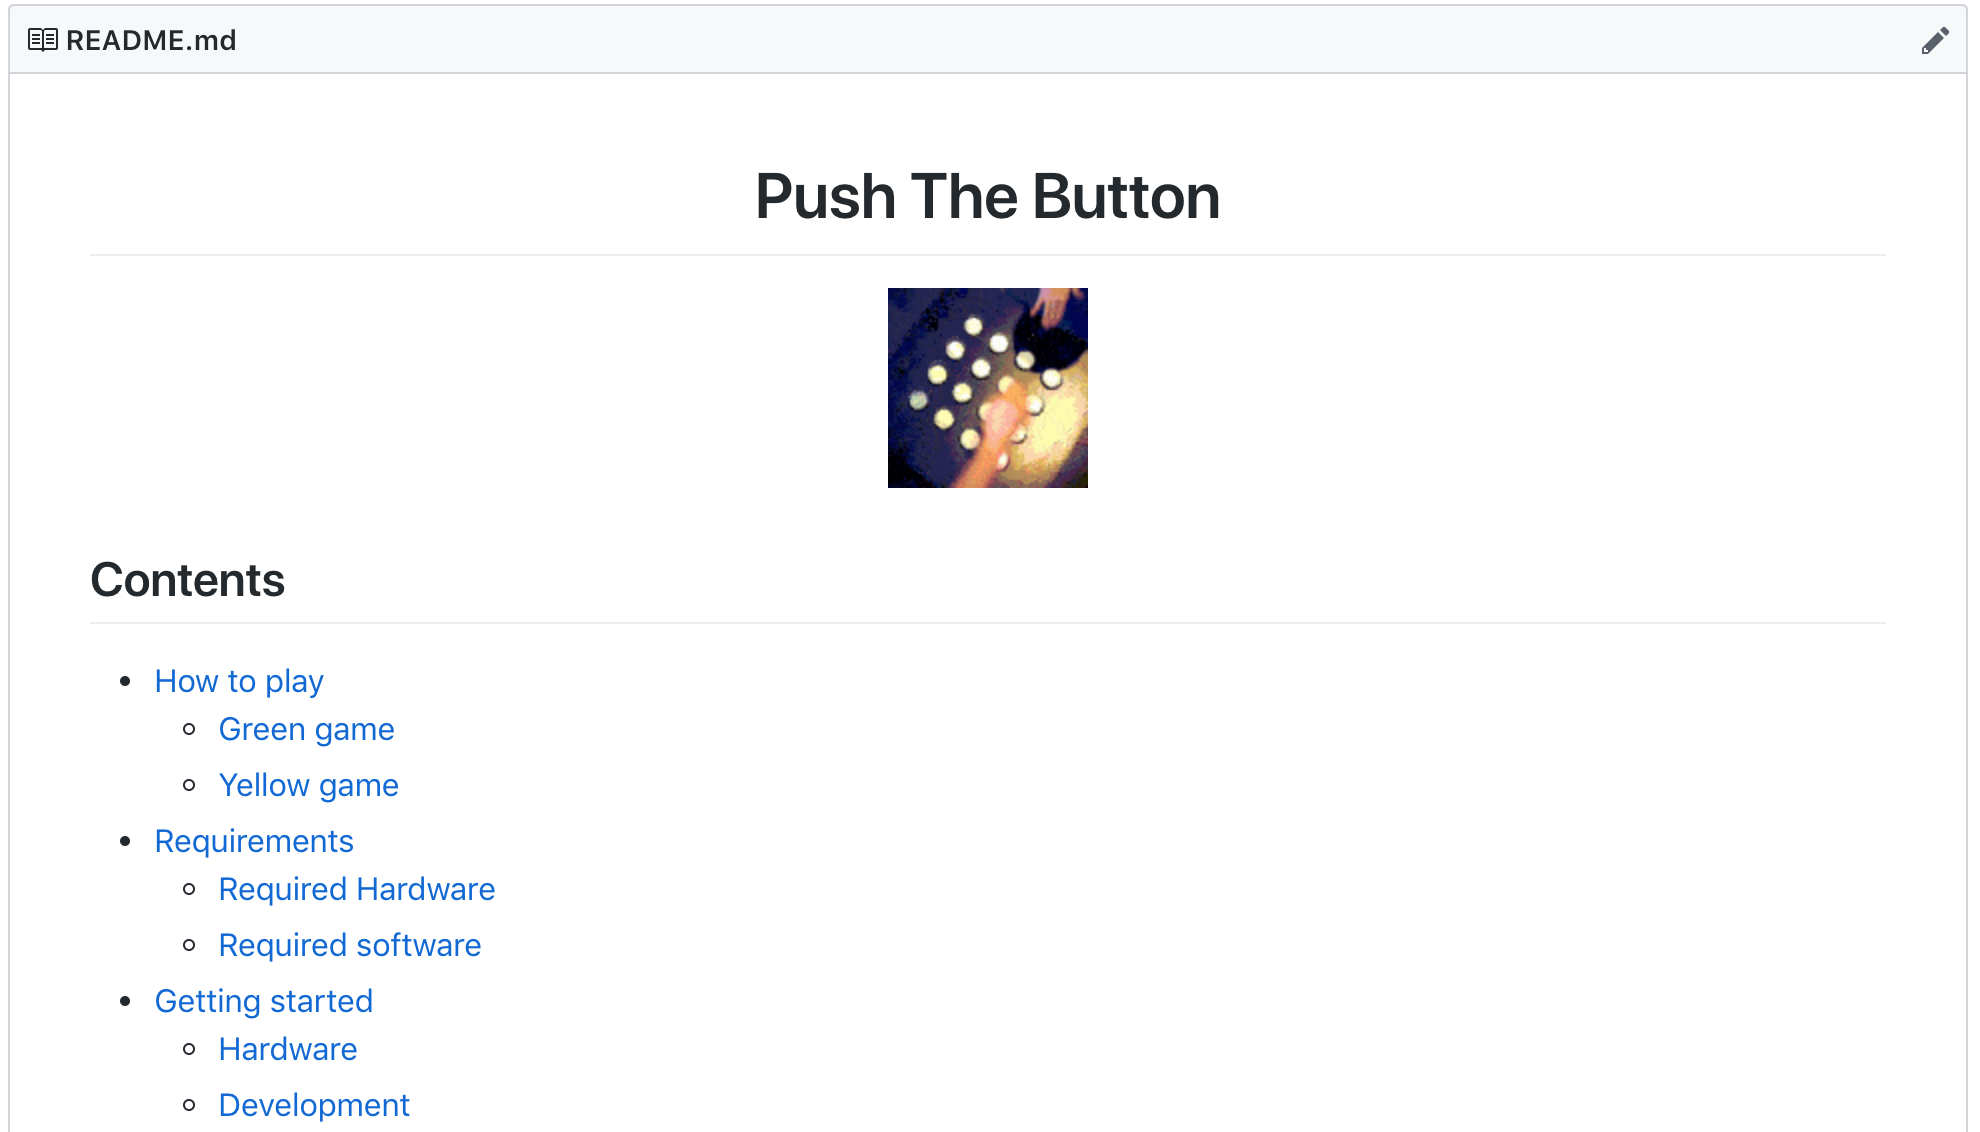 README.md
Push The Button
Contents
How to play
Green game
Yellow game
Requirements
Required Hardware
Required software
Getting started
Hardware
Development